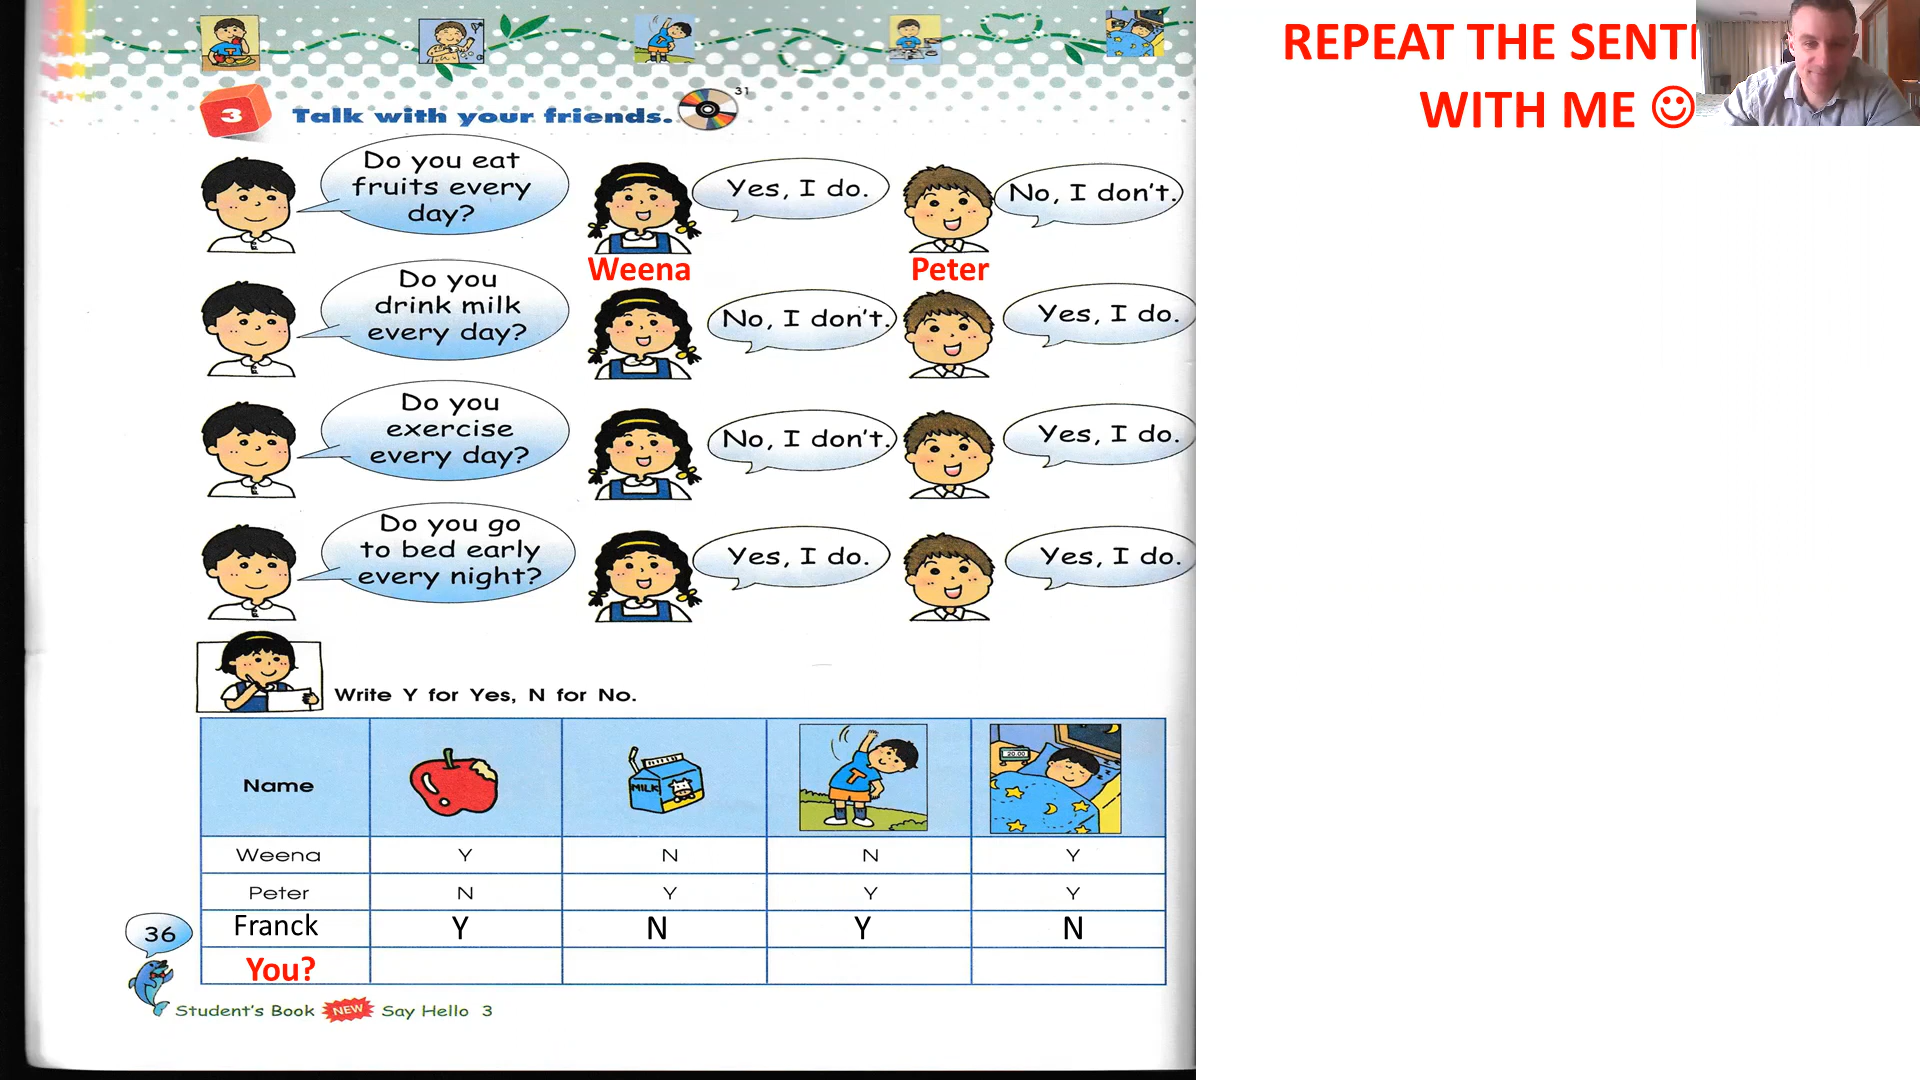 REPEAT THE
WITH ME
31
3
Talk with your friends.
Do you eat
fruits every
day?
Yes, I do.
No, I don't.
Weena
Peter
Do you
drink milk
every day?
No, I don't.
Yes, I do.
Do you
exercise
every day?
No, I don't.
Yes, I do.
Do you go
to bed early
every night?
Yes, I do.
Yes, I do.
Write Y for Yes, N for No.
Name
MILK
20.00
Weena Y N N Y
Peter N Y Y Y
Franck Y N Y N
36
You?
Student's Book NEW Say Hello 3